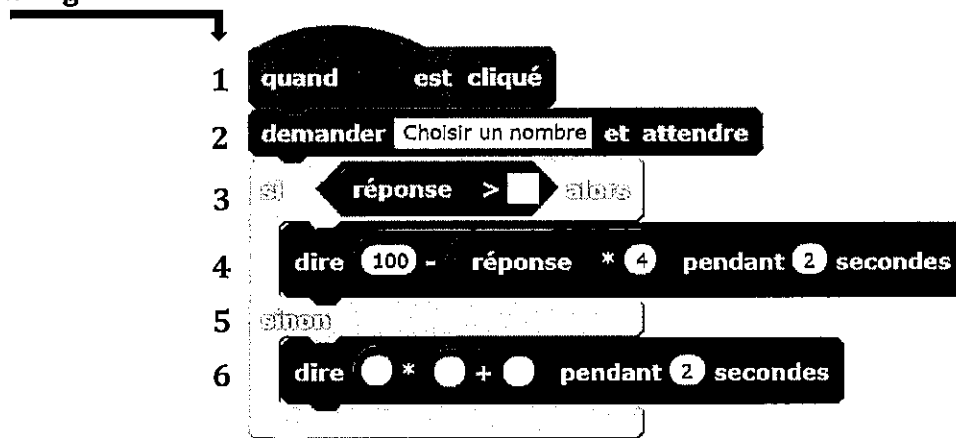 1 quand est cliqué
2 demander Choisir un nombre et attendre
3 si réponse > alors
4 dire 100 - réponse * 4 pendant 2 secondes
5 sinon
6 dire * + pendant 2 secondes